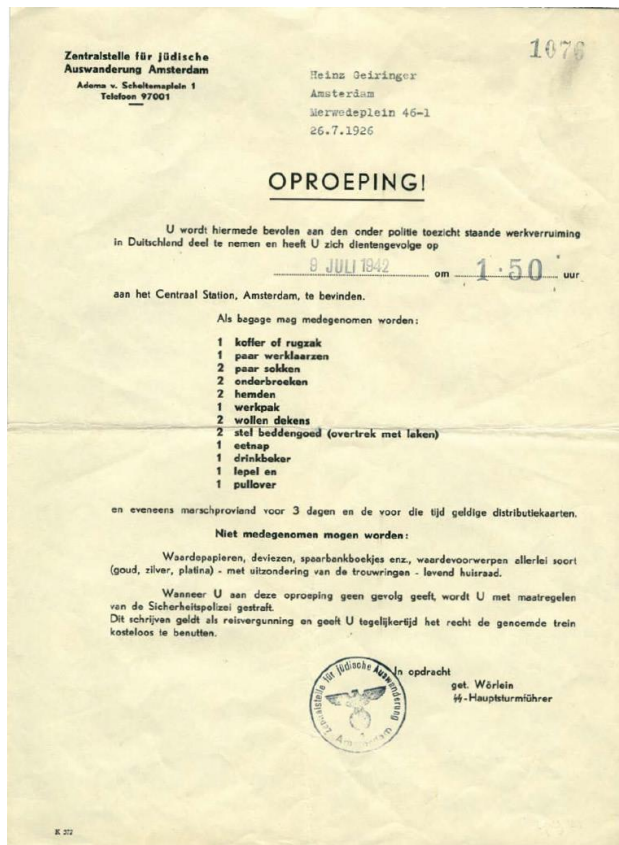 Zentralstelle für jüdische
Auswanderung Amsterdam
Adama v. Scheltemaplein 1
Telefoon 97001
1076
Heinz Geiringer
Amsterdam
Merwedeplein 46-1
26.7.1926
OPROEPING!
U wordt hiermede bevolen aan den onder politie toezicht staande werkverruiming
in Duitschland deel te nemen en heeft U zich dientengevolge op
9 JULI 1942 om 1.50 uur
aan het Centraal Station, Amsterdam, te bevinden.
Als bagage mag medegenomen worden:
1 koffer of rugzak
1 paar werklaarzen
2 paar sokken
2 onderbroeken
2 hemden
1 werkpak
2 wollen dekens
2 stel beddengoed (overtrek met laken)
1 eetnap
1 drinkbeker
1 lepel en
1 pullover
en eveneens marschproviand voor 3 dagen en de voor die tijd geldige distributiekaarten.
Niet medegenomen mogen worden:
Waardepapieren, deviezen, spaarbankboekjes enz., waardevoorwerpen allerlei soort
(goud, zilver, platina) - met uitzondering van de trouwringen - levend huisraad.
Wanneer U aan deze oproeping geen gevolg geeft, wordt U met maatregelen
van de Sicherheitspolizei gestraft.
Dit schrijven geldt als reisvergunning en geeft U tegelijkertijd het recht de genoemde trein
kosteloos te benutten.
In opdracht
get. Wörlein
ᛋᛋ-Hauptsturmführer
Zentralstelle für jüdische Auswanderung
Amsterdam
K 372